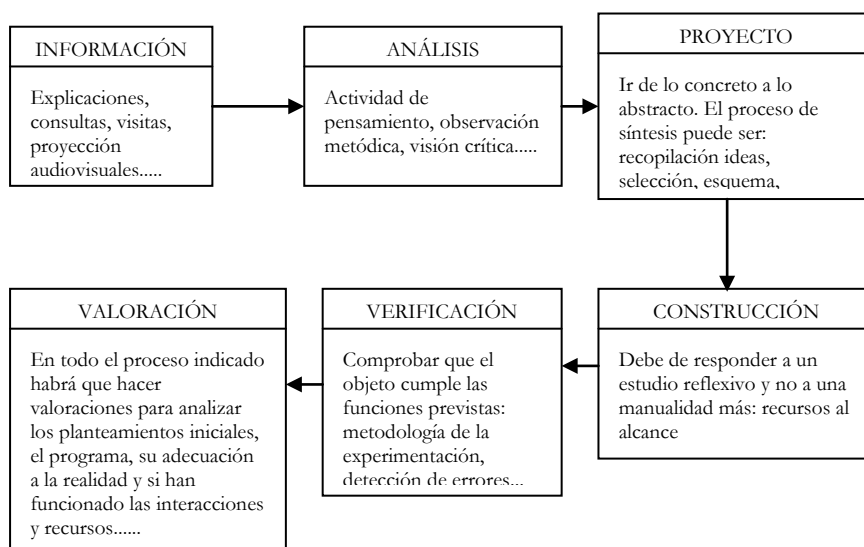 INFORMACIÓN
Explicaciones,
consultas, visitas,
proyección
audiovisuales.....
ANÁLISIS
Actividad de
pensamiento, observación
metódica, visión crítica.....
PROYECTO
Ir de lo concreto a lo
abstracto. El proceso de
síntesis puede ser:
recopilación ideas,
selección, esquema,
CONSTRUCCIÓN
Debe de responder a un
estudio reflexivo y no a una
manualidad más: recursos al
alcance
VERIFICACIÓN
Comprobar que el
objeto cumple las
funciones previstas:
metodología de la
experimentación,
detección de errores...
VALORACIÓN
En todo el proceso indicado
habrá que hacer
valoraciones para analizar
los planteamientos iniciales,
el programa, su adecuación
a la realidad y si han
funcionado las interacciones
y recursos......